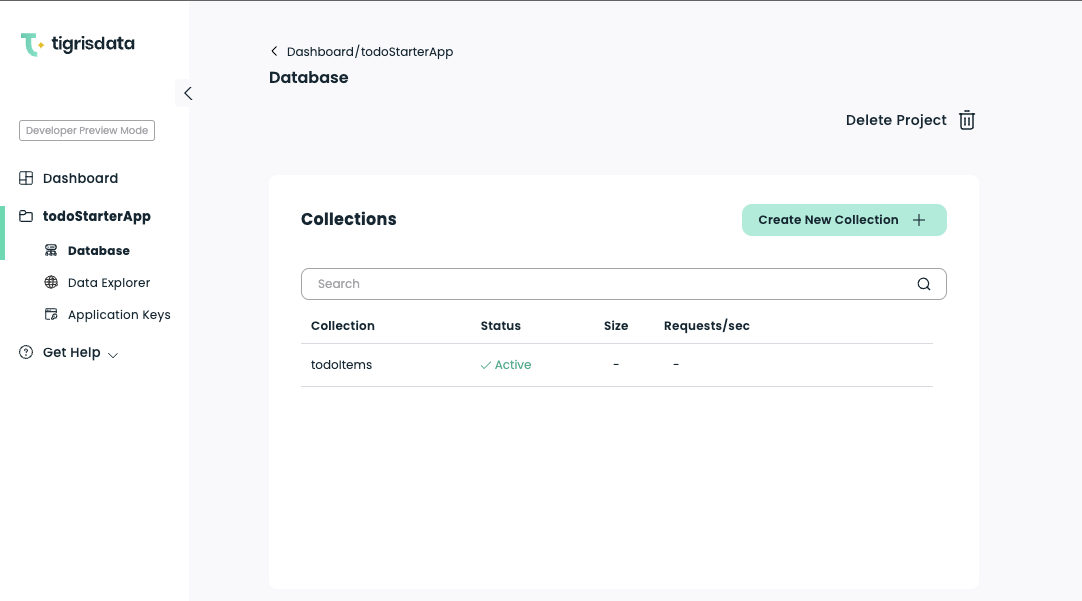 tigrisdata
Developer Preview Mode
Dashboard
todoStarterApp
Database
Data Explorer
Application Keys
Get Help
Dashboard/todoStarterApp
Database
Delete Project
Collections
Create New Collection
Search
Collection Status Size Requests/sec
todoItems Active - -